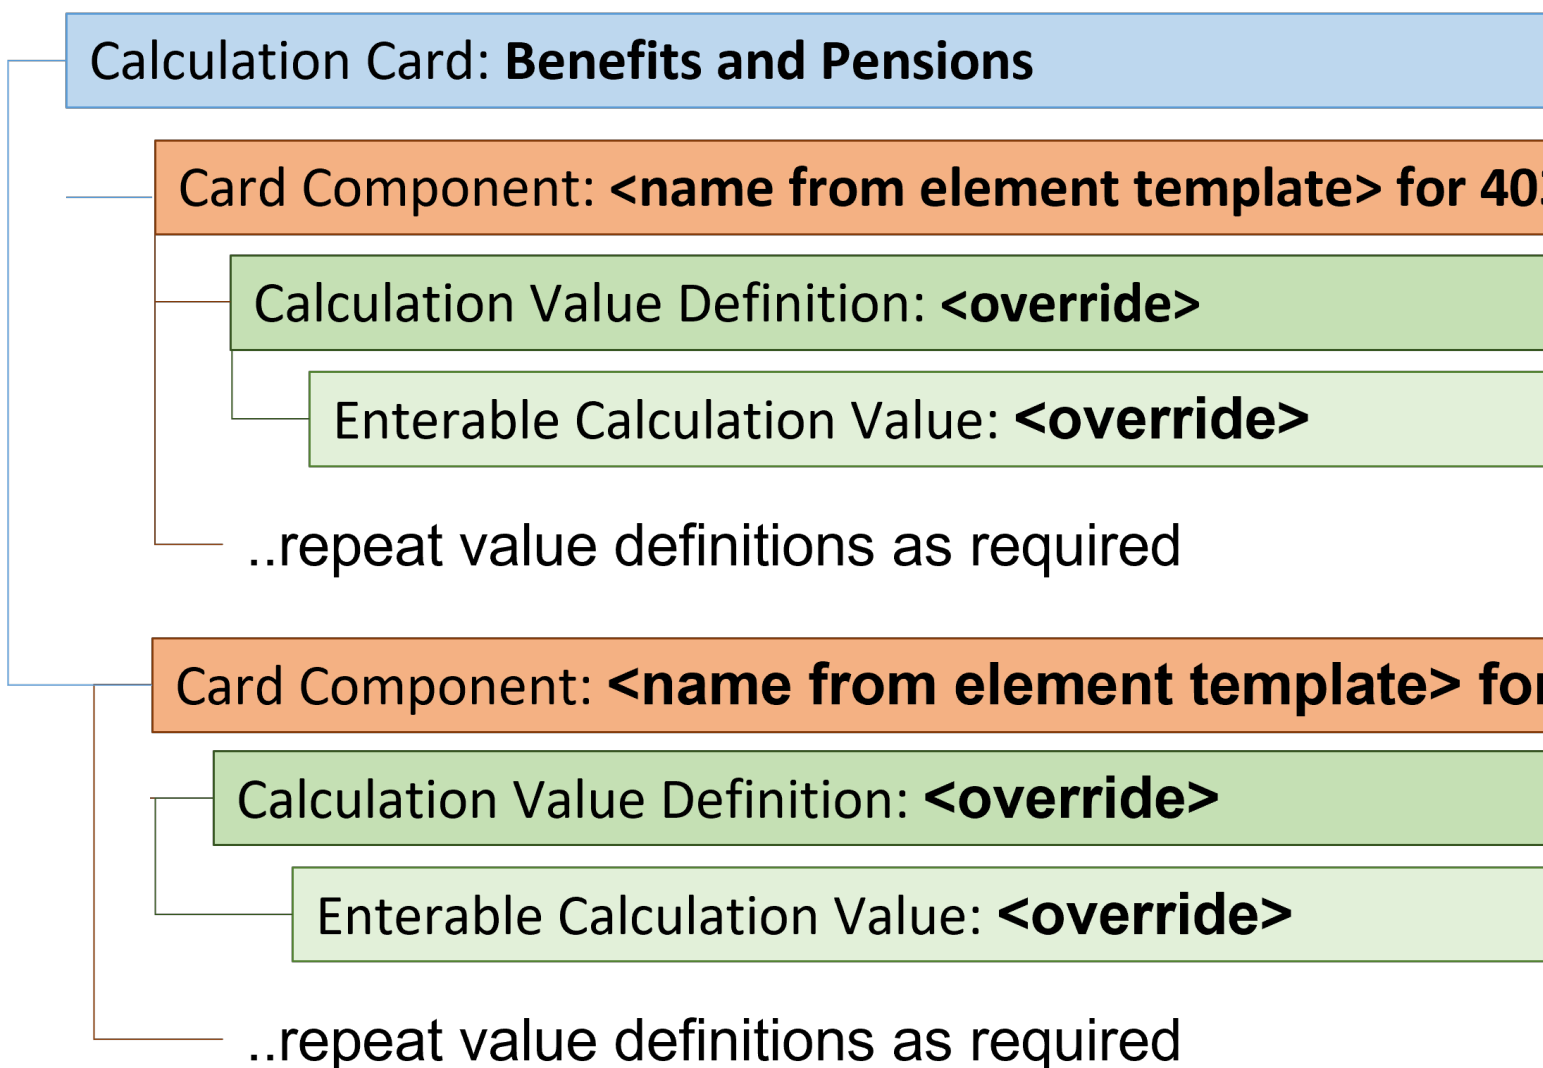 Calculation Card: Benefits and Pensions
Card Component: <name from element template> for 403
Calculation Value Definition: <override>
Enterable Calculation Value: <override>
..repeat value definitions as required
Card Component: <name from element template> for
Calculation Value Definition: <override>
Enterable Calculation Value: <override>
..repeat value definitions as required